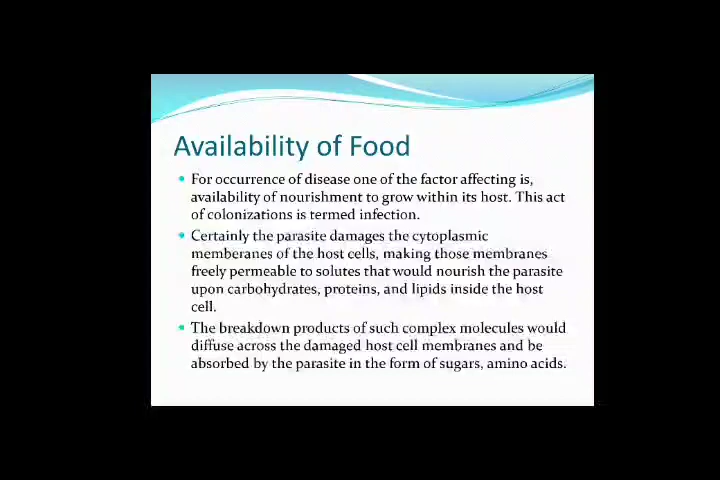 Availability of Food
For occurrence of disease one of the factor affecting is,
availability of nourishment to grow within its host. This act
of colonizations is termed infection.
Certainly the parasite damages the cytoplasmic
memberanes of the host cells, making those membranes
freely permeable to solutes that would nourish the parasite
upon carbohydrates, proteins, and lipids inside the host
cell.
The breakdown products of such complex molecules would
diffuse across the damaged host cell membranes and be
absorbed by the parasite in the form of sugars, amino acids.